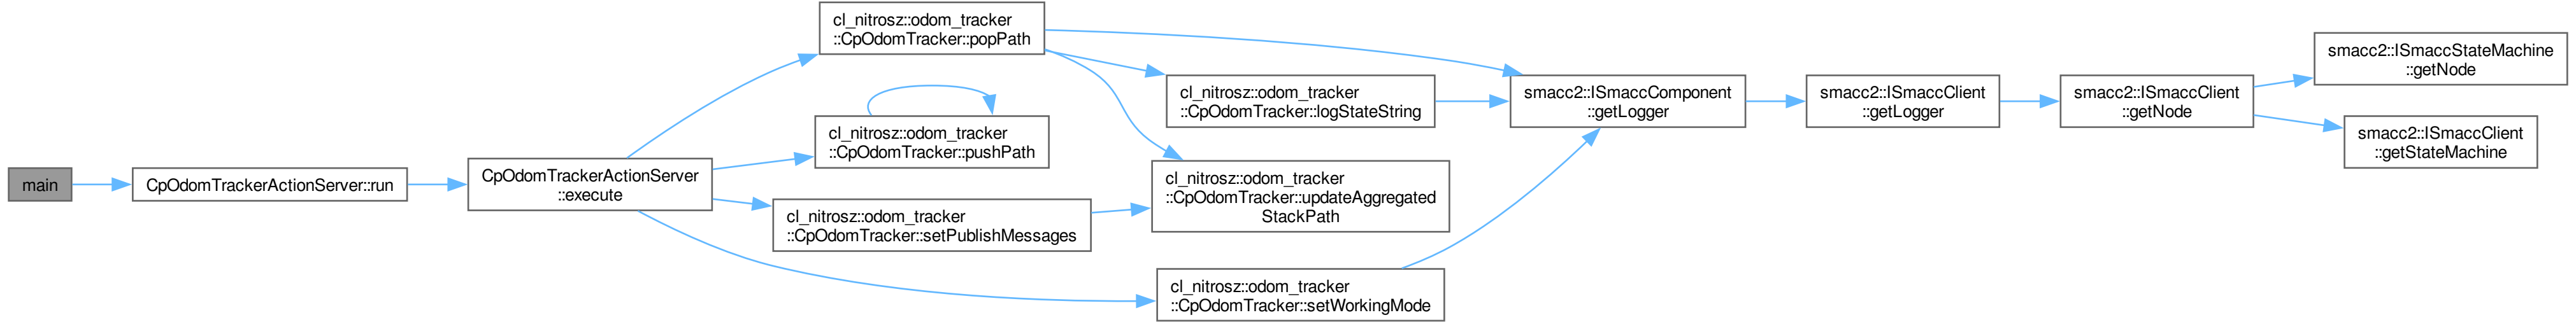 main
CpOdomTrackerActionServer::run
CpOdomTrackerActionServer
::execute
cl_nitrosz::odom_tracker
::CpOdomTracker::popPath
cl_nitrosz::odom_tracker
::CpOdomTracker::pushPath
cl_nitrosz::odom_tracker
::CpOdomTracker::setPublishMessages
cl_nitrosz::odom_tracker
::CpOdomTracker::logStateString
cl_nitrosz::odom_tracker
::CpOdomTracker::updateAggregated
StackPath
cl_nitrosz::odom_tracker
::CpOdomTracker::setWorkingMode
smacc2::ISmaccComponent
::getLogger
smacc2::ISmaccClient
::getLogger
smacc2::ISmaccClient
::getNode
smacc2::ISmaccStateMachine
::getNode
smacc2::ISmaccClient
::getStateMachine